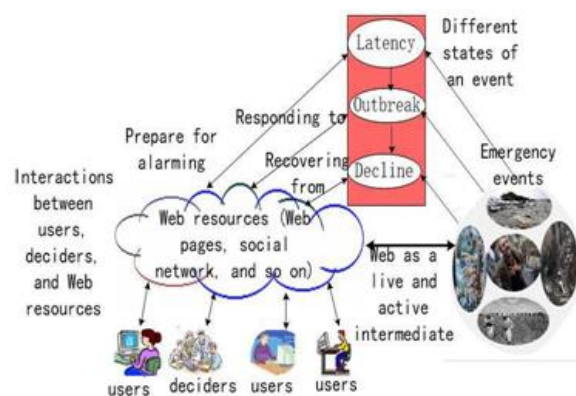 Latency
Outbreak
Decline
Different
states of
an event
Prepare for
alarming
Responding to
Recovering
from
Emergency
events
Interactions
between
users,
deciders,
and Web
resources
Web resources (Web
pages, social
network, and so on)
Web as a
live and
active
intermediate
users
deciders
users
users